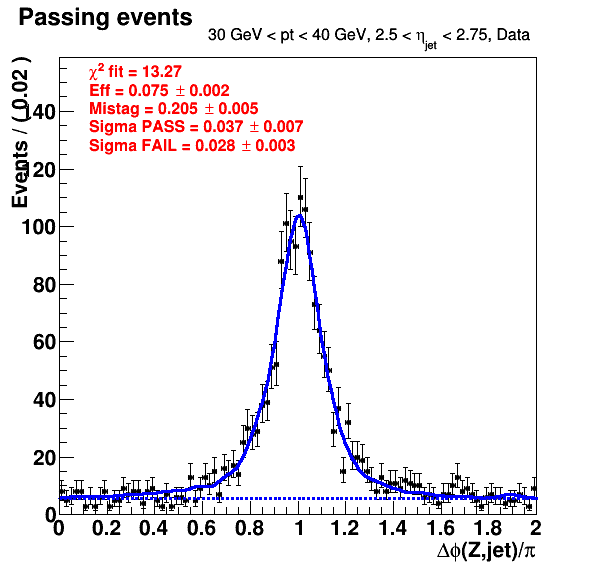 Passing events
30 GeV < pt < 40 GeV, 2.5 < η_jet < 2.75, Data
χ² fit = 13.27
Eff = 0.075 ± 0.002
Mistag = 0.205 ± 0.005
Sigma PASS = 0.037 ± 0.007
Sigma FAIL = 0.028 ± 0.003
Events / ( 0.02 )
140
120
100
80
60
40
20
0
0 0.2 0.4 0.6 0.8 1 1.2 1.4 1.6 1.8 2
Δϕ(Z,jet)/π